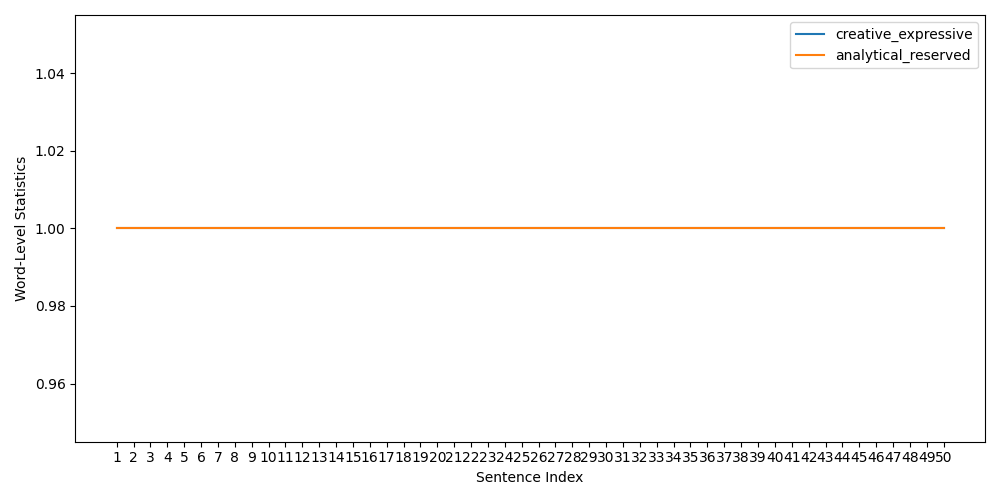 creative_expressive
analytical_reserved
1.04
1.02
1.00
0.98
0.96
Word-Level Statistics
1 2 3 4 5 6 7 8 9 10 11 12 13 14 15 16 17 18 19 20 21 22 23 24 25 26 27 28 29 30 31 32 33 34 35 36 37 38 39 40 41 42 43 44 45 46 47 48 49 50
Sentence Index